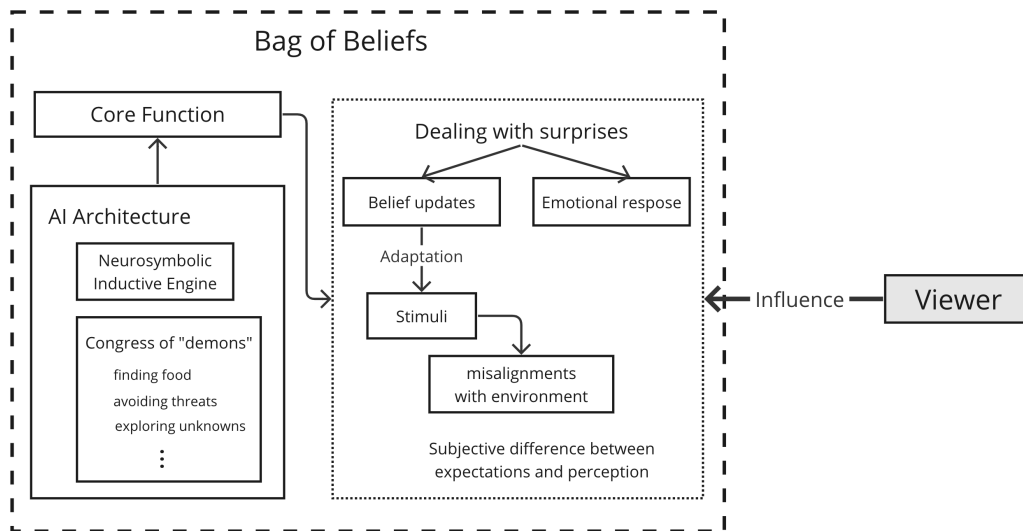 Bag of Beliefs
Core Function
AI Architecture
Neurosymbolic
Inductive Engine
Congress of "demons"
finding food
avoiding threats
exploring unknowns
Dealing with surprises
Belief updates
Emotional respose
Adaptation
Stimuli
misalignments
with environment
Subjective difference between
expectations and perception
Influence
Viewer